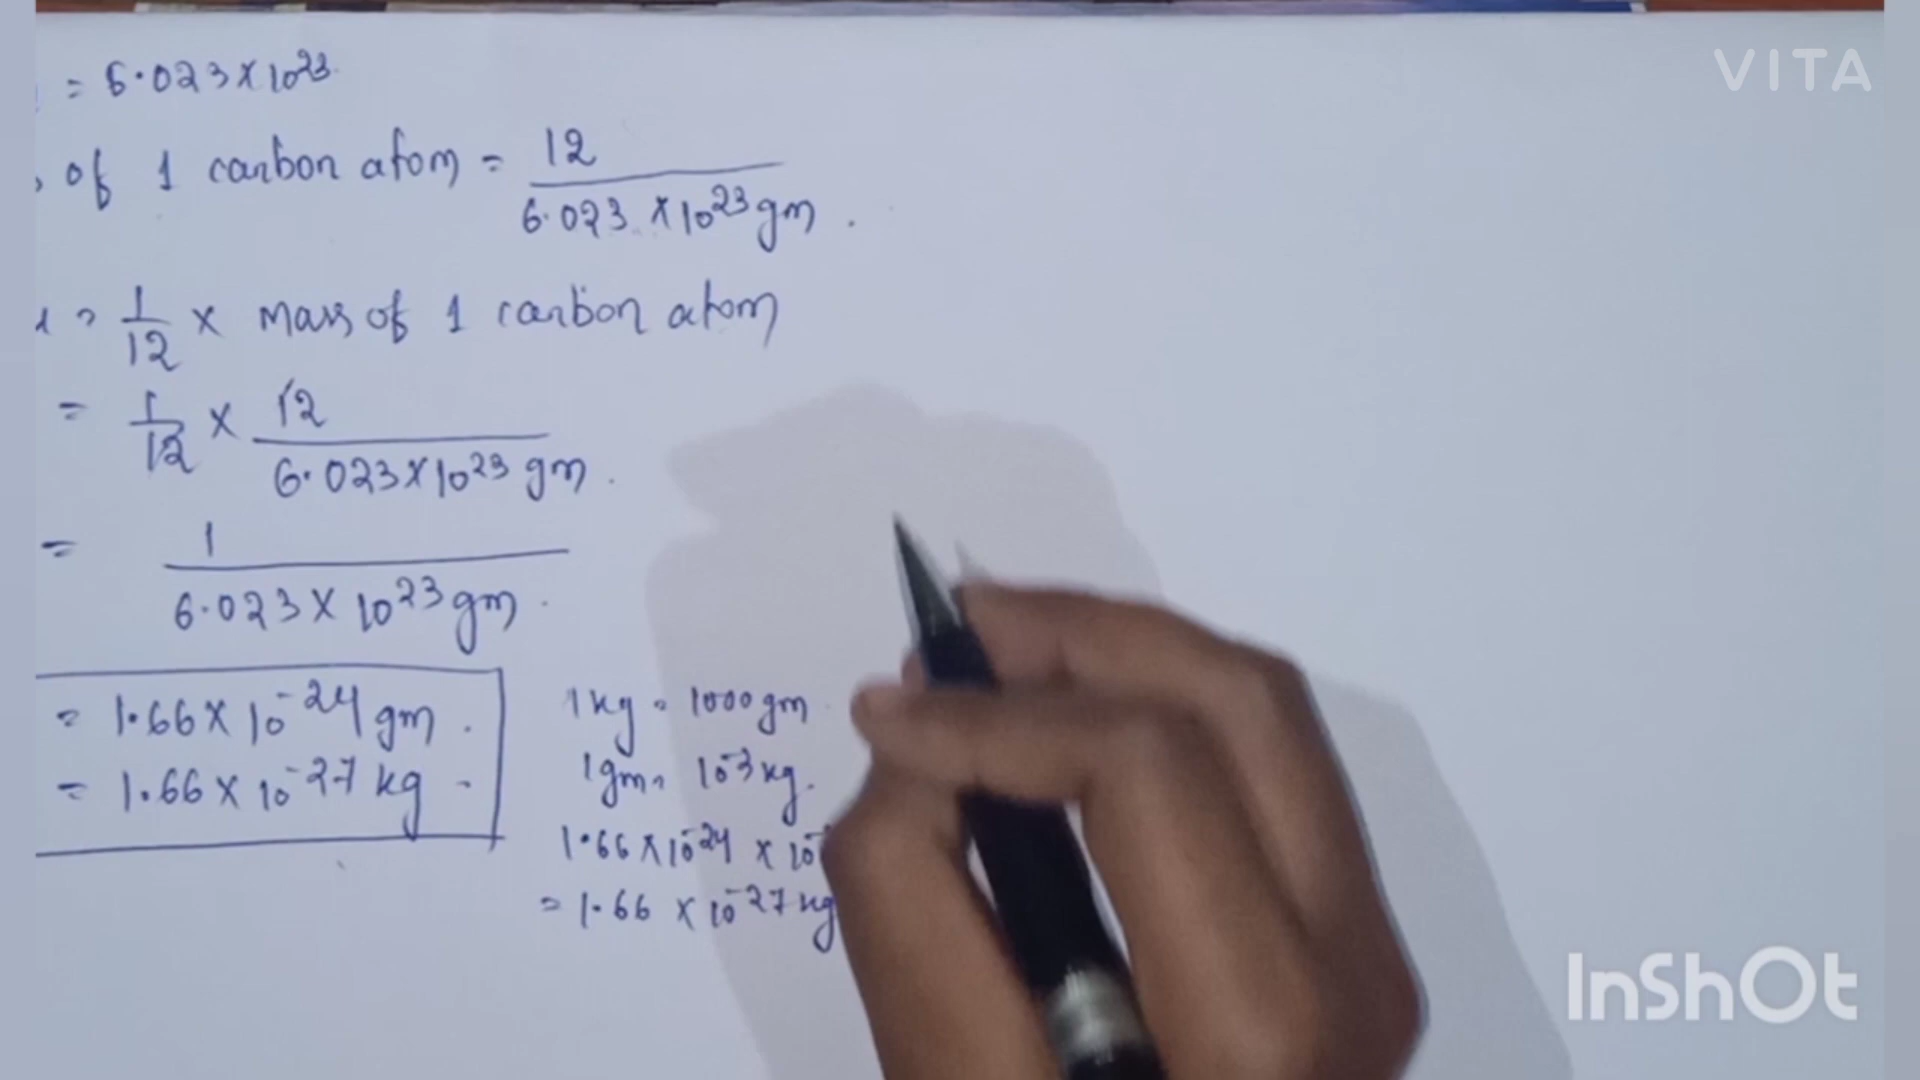 = 6.023 x 10²³
VITA
of 1 carbon atom = 12 / 6.023 x 10²³ gm.
= 1/12 x mass of 1 carbon atom
= 1/12 x 12 / 6.023 x 10²³ gm.
= 1 / 6.023 x 10²³ gm.
= 1.66 x 10⁻²⁴ gm.
= 1.66 x 10⁻²⁷ kg
1 kg = 1000 gm
1 gm = 10⁻³ kg.
1.66 x 10⁻²⁴ x 10⁻
= 1.66 x 10⁻²⁷ kg
InShOt